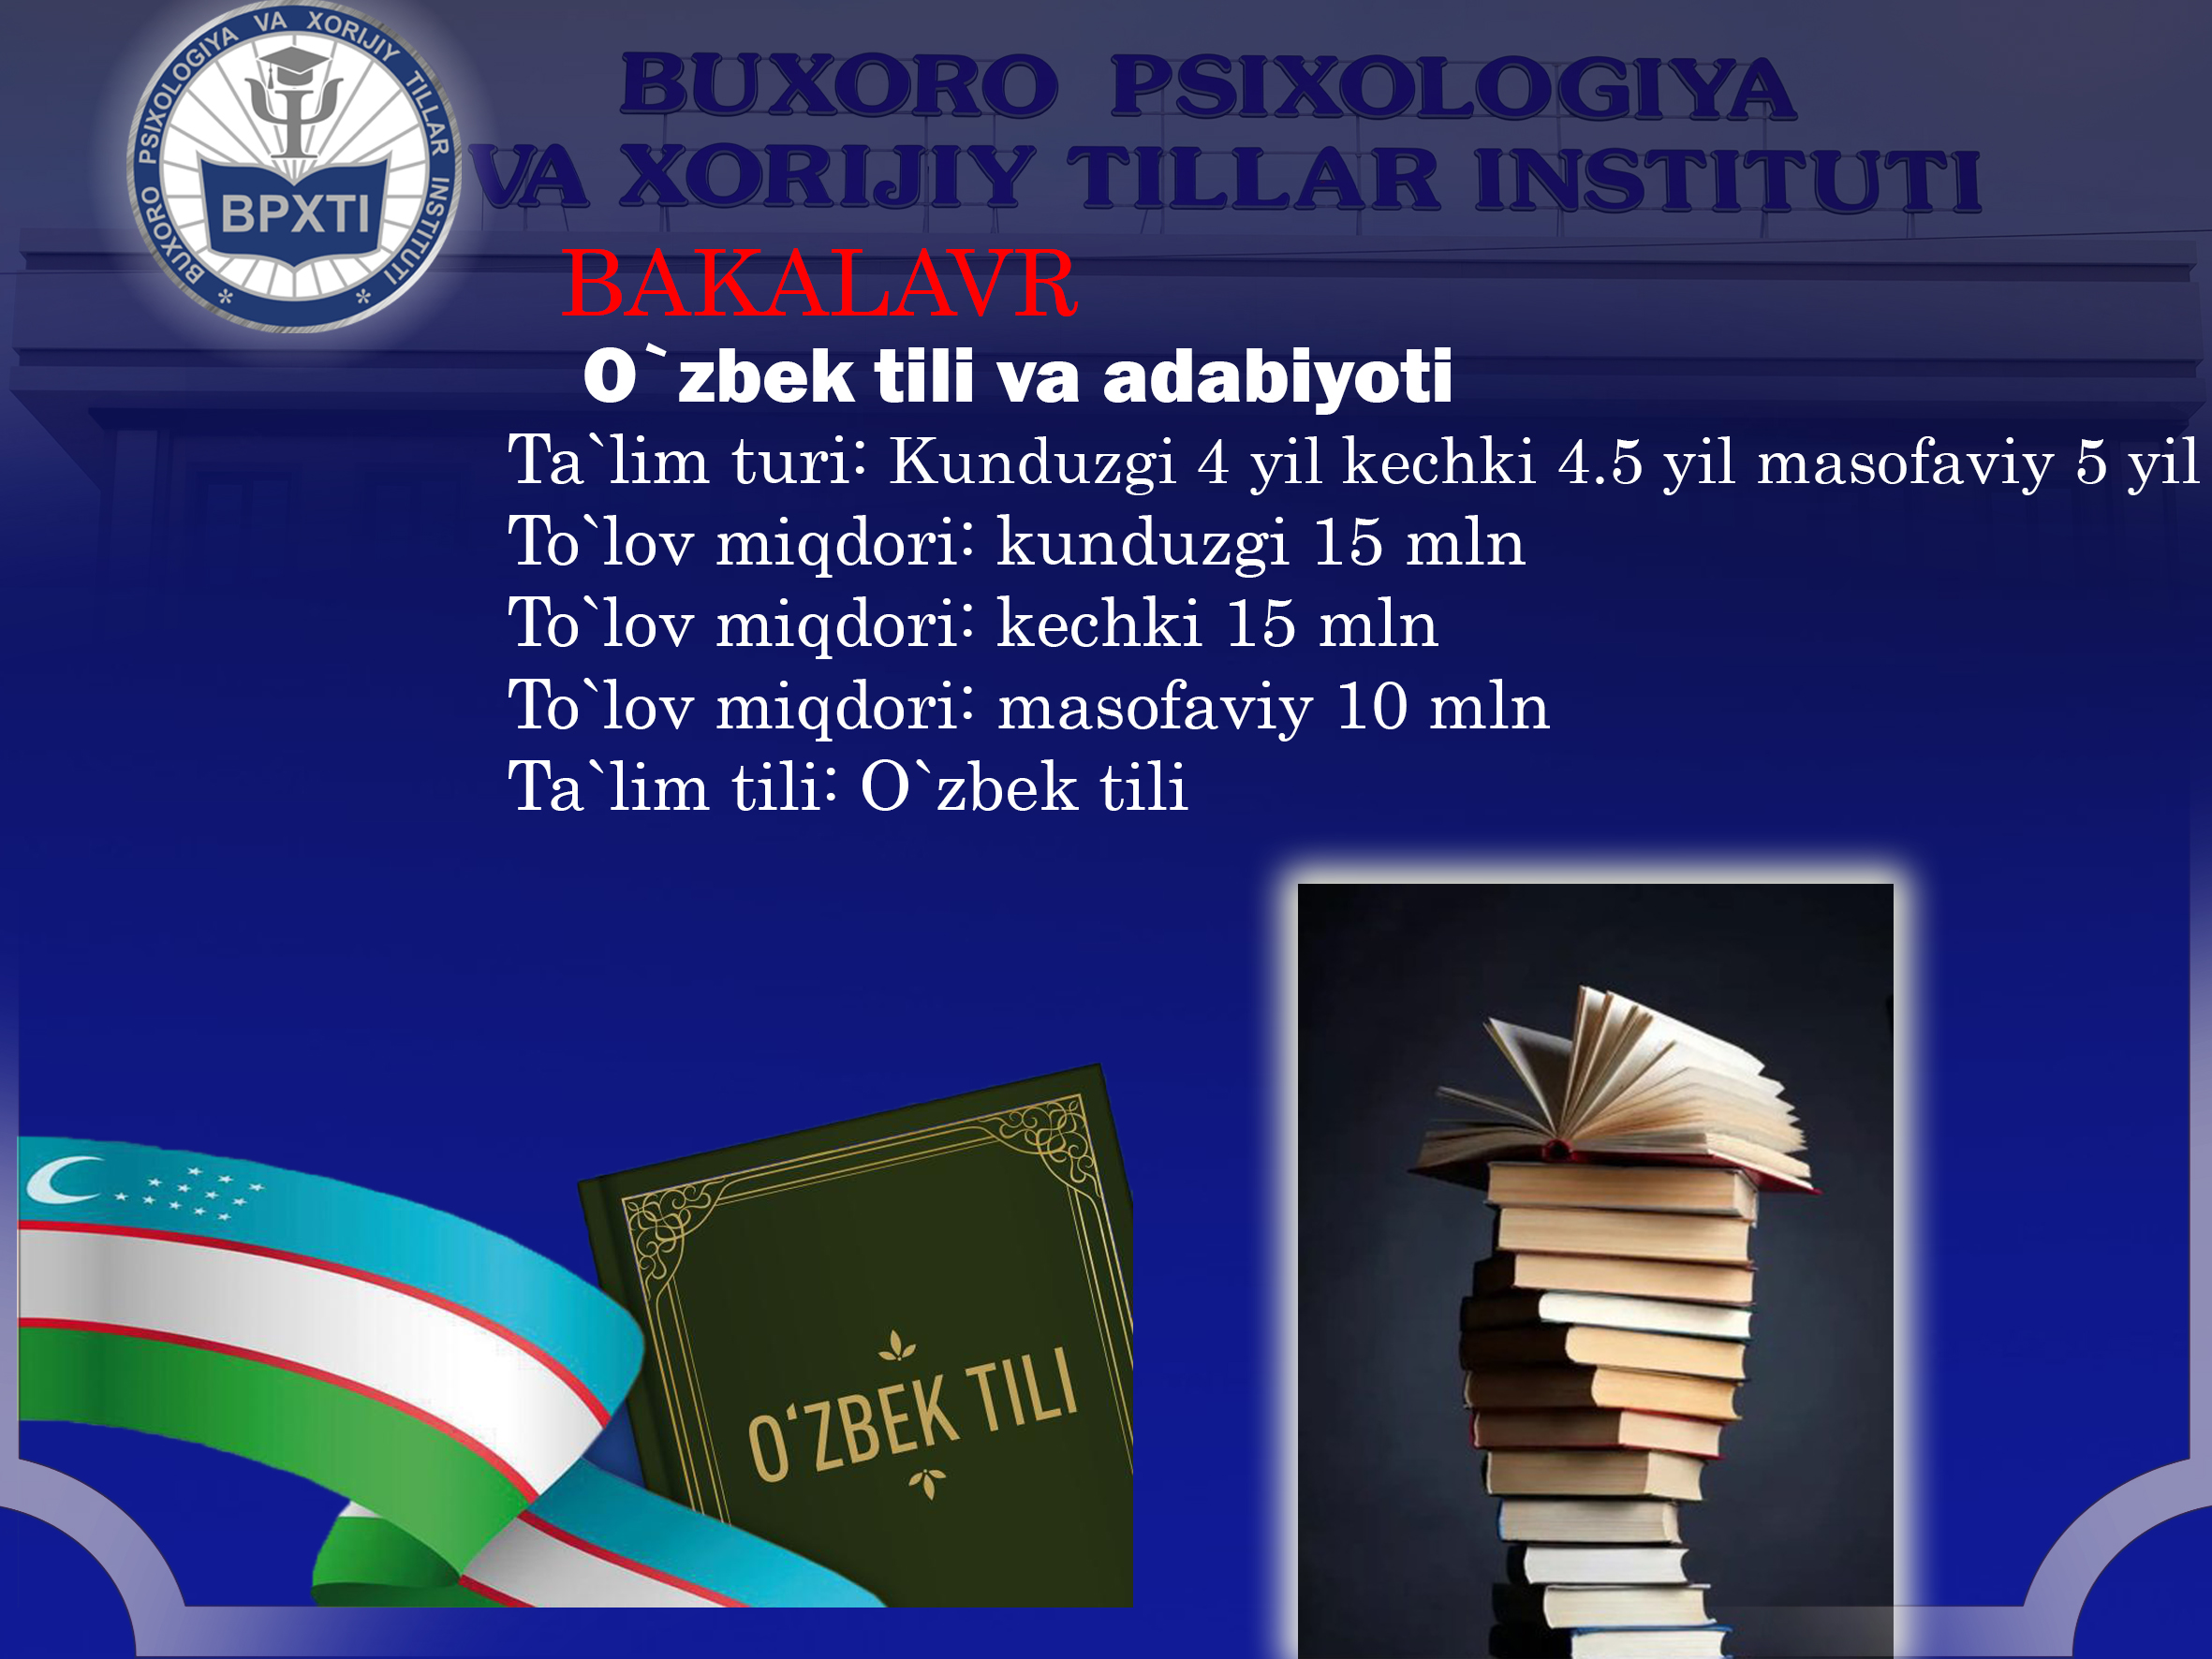 BUXORO PSIXOLOGIYA VA XORIJIY TILLAR INSTITUTI
BPXTI
BUXORO PSIXOLOGIYA
VA XORIJIY TILLAR INSTITUTI
BAKALAVR
O`zbek tili va adabiyoti
Ta`lim turi: Kunduzgi 4 yil kechki 4.5 yil masofaviy 5 yil
To`lov miqdori: kunduzgi 15 mln
To`lov miqdori: kechki 15 mln
To`lov miqdori: masofaviy 10 mln
Ta`lim tili: O`zbek tili
O‘ZBEK TILI